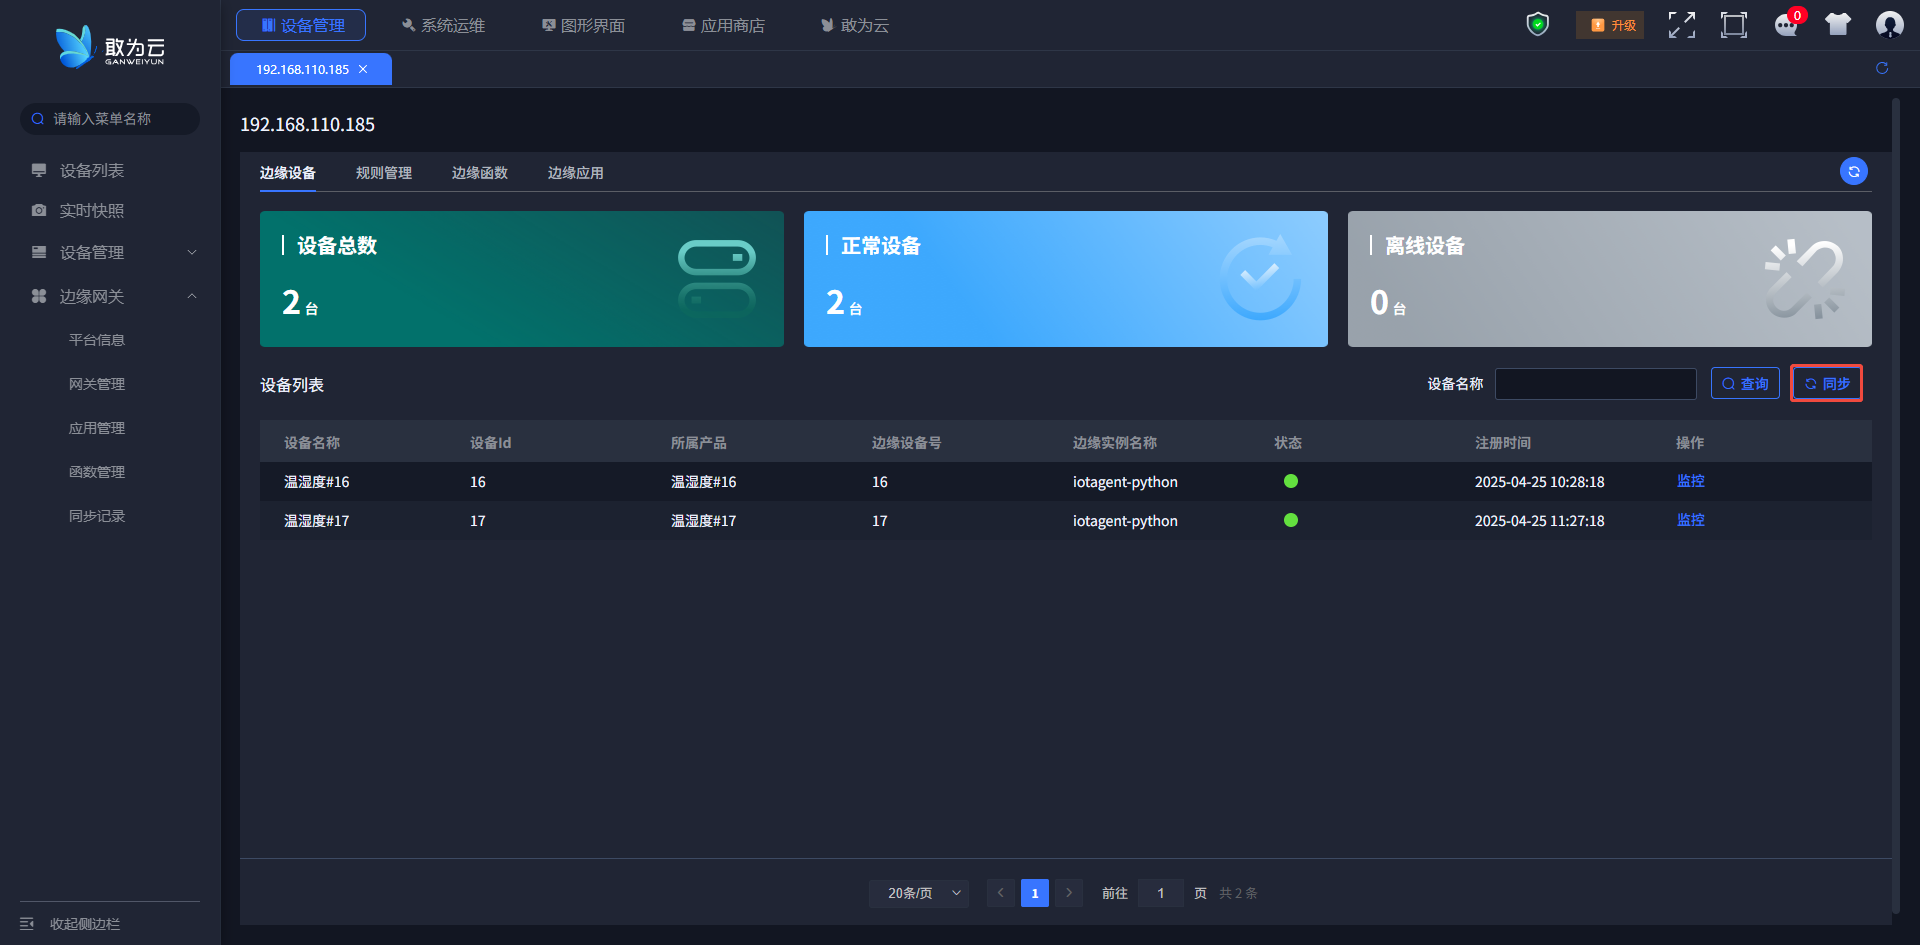 敢为云
GANWEIYUN
设备管理
系统运维
图形界面
应用商店
敢为云
升级
0
192.168.110.185
请输入菜单名称
设备列表
实时快照
设备管理
边缘网关
平台信息
网关管理
应用管理
函数管理
同步记录
收起侧边栏
192.168.110.185
边缘设备 规则管理 边缘函数 边缘应用
设备总数
2 台
正常设备
2 台
离线设备
0 台
设备列表
设备名称
查询
同步
设备名称 设备Id 所属产品 边缘设备号 边缘实例名称 状态 注册时间 操作
温湿度#16 16 温湿度#16 16 iotagent-python 2025-04-25 10:28:18 监控
温湿度#17 17 温湿度#17 17 iotagent-python 2025-04-25 11:27:18 监控
20条/页 1 前往 1 页 共 2 条